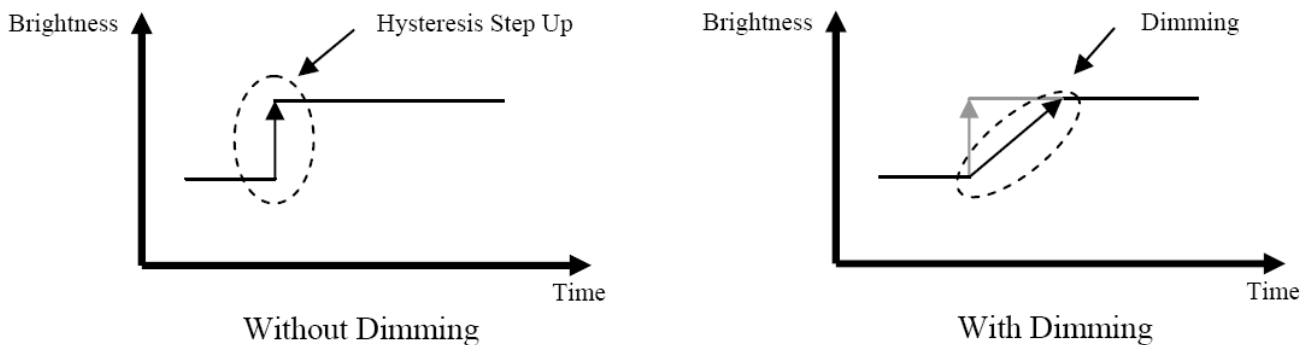 Brightness
Hysteresis Step Up
Time
Without Dimming
Brightness
Dimming
Time
With Dimming